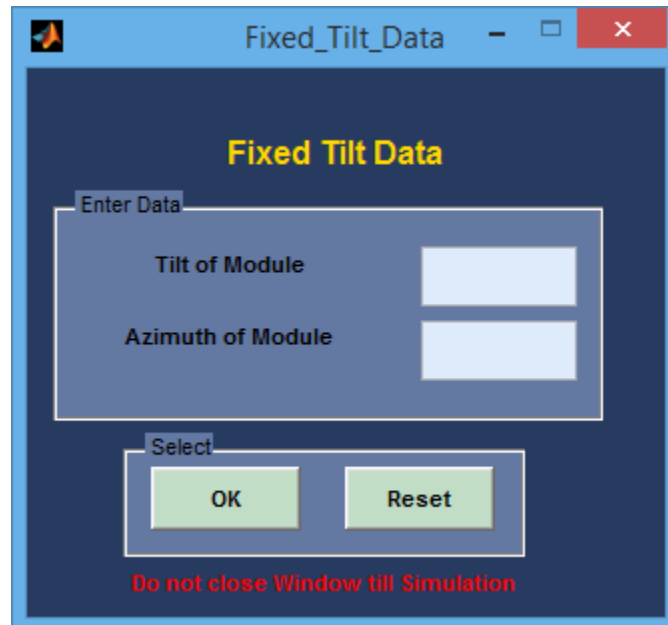 Fixed_Tilt_Data
Fixed Tilt Data
Enter Data
Tilt of Module
Azimuth of Module
Select
OK
Reset
Do not close Window till Simulation